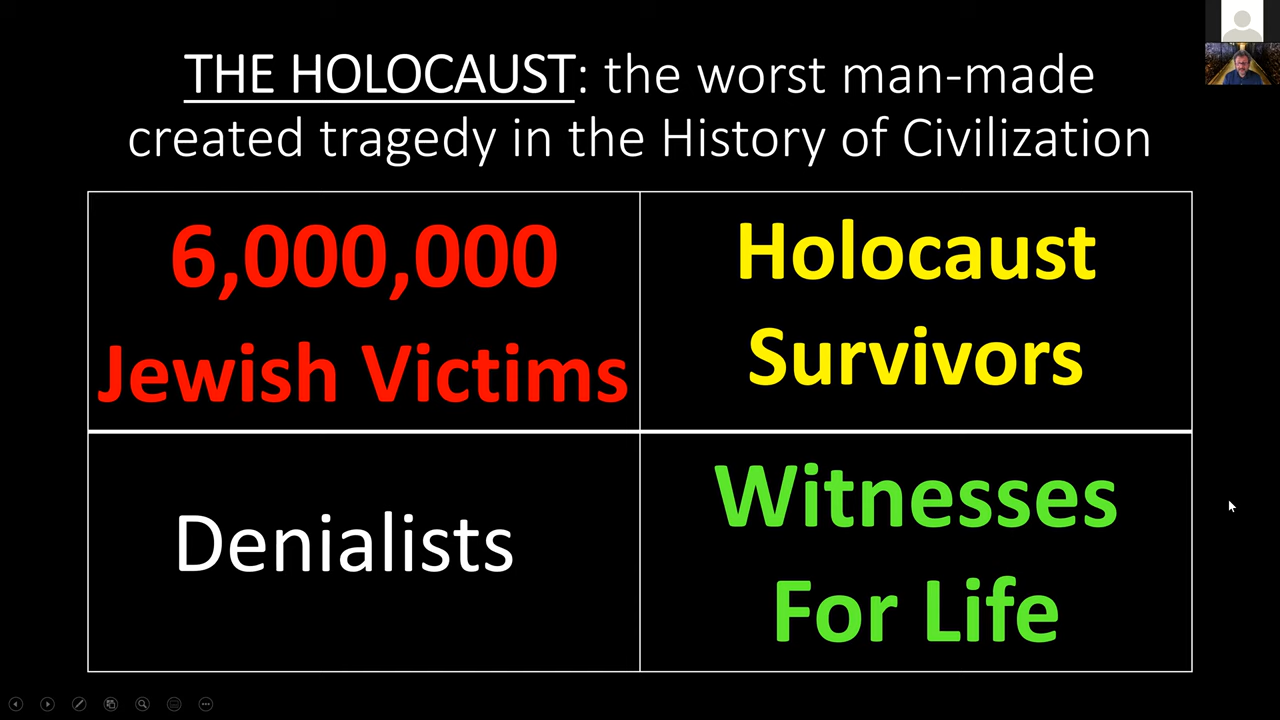 THE HOLOCAUST: the worst man-made
created tragedy in the History of Civilization
6,000,000
Jewish Victims
Holocaust
Survivors
Denialists
Witnesses
For Life